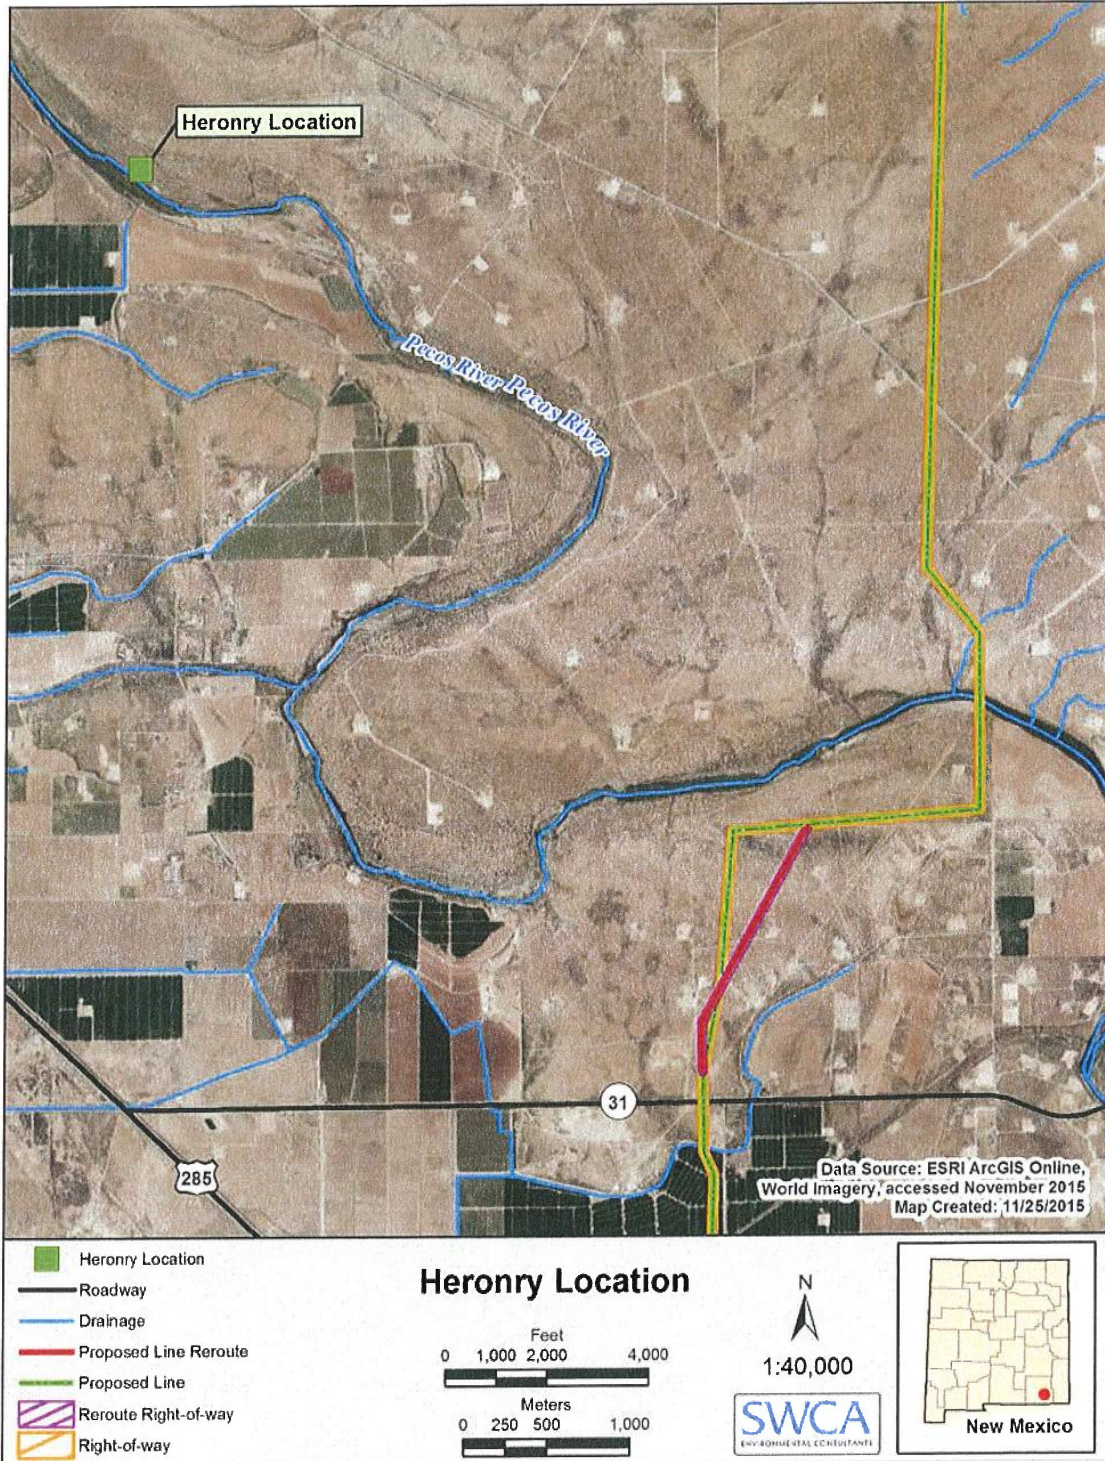 Heronry Location
Pecos River Pecos River
31
285
Data Source: ESRI ArcGIS Online,
World Imagery, accessed November 2015
Map Created: 11/25/2015
Heronry Location
Roadway
Drainage
Proposed Line Reroute
Proposed Line
Reroute Right-of-way
Right-of-way
Heronry Location
Feet
0 1,000 2,000 4,000
Meters
0 250 500 1,000
N
1:40,000
SWCA
ENVIRONMENTAL CONSULTANTS
New Mexico